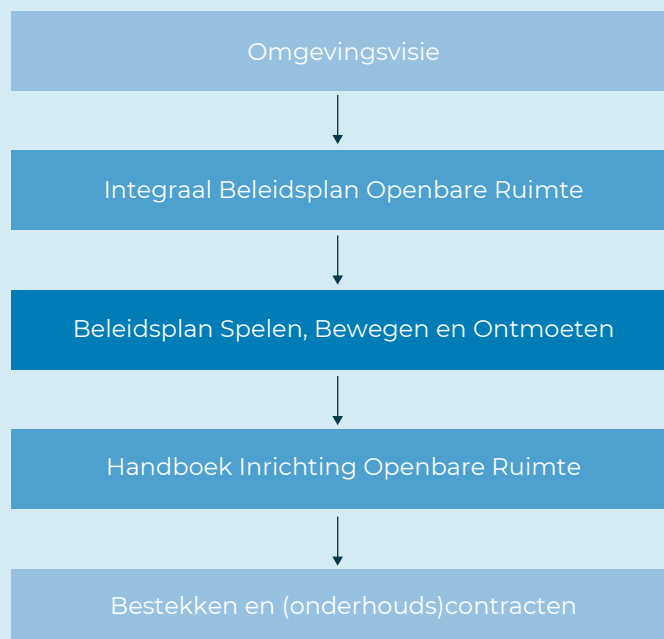 Omgevingsvisie
Integraal Beleidsplan Openbare Ruimte
Beleidsplan Spelen, Bewegen en Ontmoeten
Handboek Inrichting Openbare Ruimte
Bestekken en (onderhouds)contracten